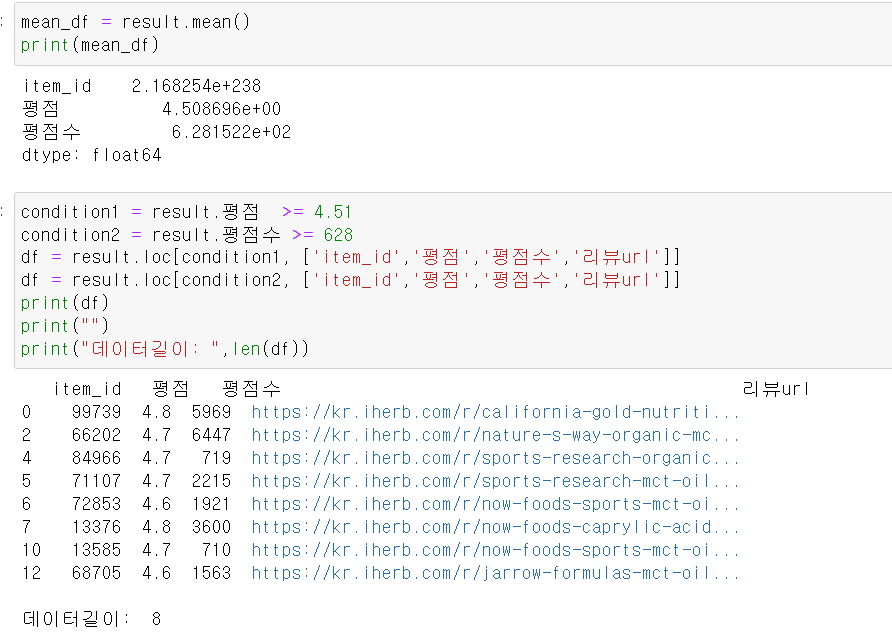 mean_df = result.mean()
print(mean_df)
item_id    2.168254e+238
평점          4.508696e+00
평점수         6.281522e+02
dtype: float64
condition1 = result.평점  >= 4.51
condition2 = result.평점수 >= 628
df = result.loc[condition1, ['item_id','평점','평점수','리뷰url']]
df = result.loc[condition2, ['item_id','평점','평점수','리뷰url']]
print(df)
print("")
print("데이터길이: ",len(df))
item_id   평점   평점수   리뷰url
0    99739  4.8  5969  https://kr.iherb.com/r/california-gold-nutriti...
2    66202  4.7  6447  https://kr.iherb.com/r/nature-s-way-organic-mc...
4    84966  4.7   719  https://kr.iherb.com/r/sports-research-organic...
5    71107  4.7  2215  https://kr.iherb.com/r/sports-research-mct-oil...
6    72853  4.6  1921  https://kr.iherb.com/r/now-foods-sports-mct-oi...
7    13376  4.8  3600  https://kr.iherb.com/r/now-foods-caprylic-acid...
10   13585  4.7   710  https://kr.iherb.com/r/now-foods-sports-mct-oi...
12   68705  4.6  1563  https://kr.iherb.com/r/jarrow-formulas-mct-oil...
데이터길이:  8